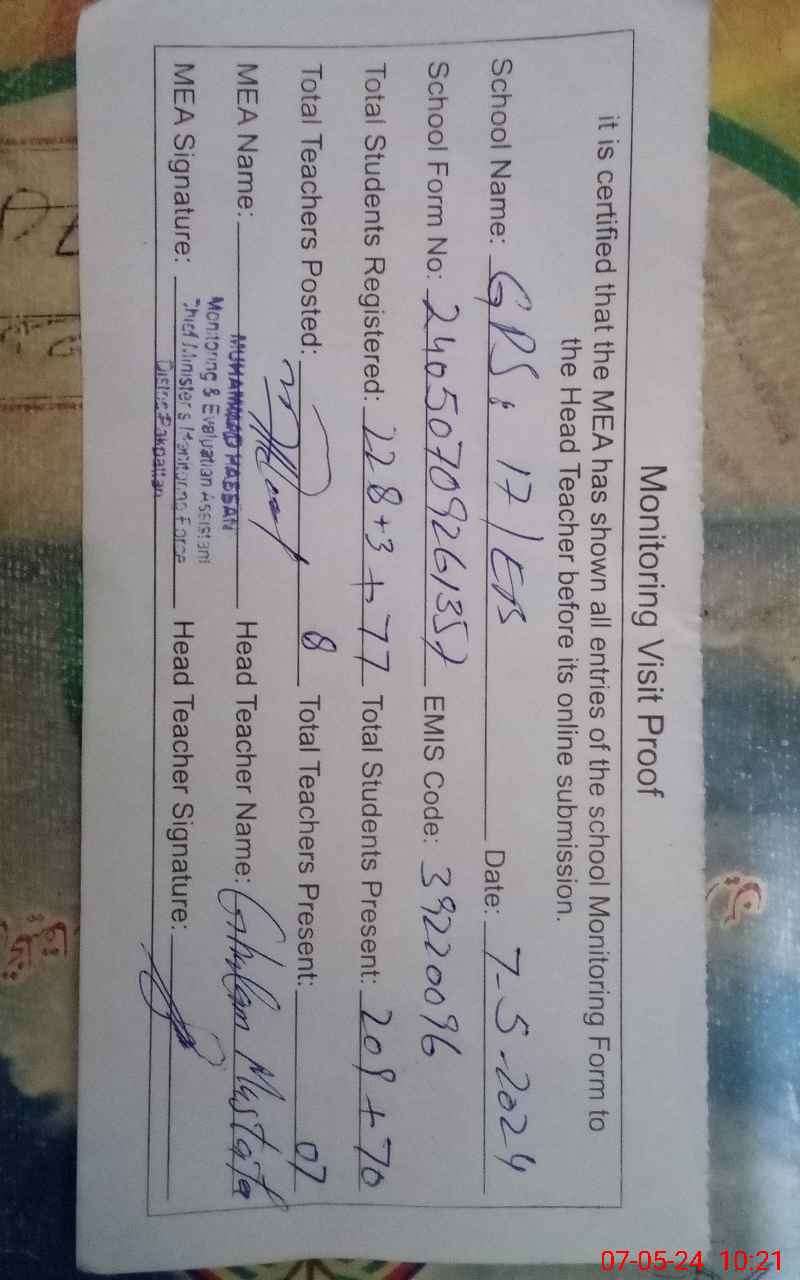 Monitoring Visit Proof
it is certified that the MEA has shown all entries of the school Monitoring Form to
the Head Teacher before its online submission.
School Name: GPS, 17/EB Date: 7-5-2024
School Form No: 24050709261357 EMIS Code: 39220096
Total Students Registered: 228+3+77 Total Students Present: 209+70
Total Teachers Posted: 8 Total Teachers Present: 07
MEA Name: MUHAMMAD HASSAN Head Teacher Name: Ghulam Mustafa
Monitoring & Evaluation Assistant
Chief Minister's Monitoring Force
District Pakpattan
MEA Signature: Head Teacher Signature:
07-05-24 10:21